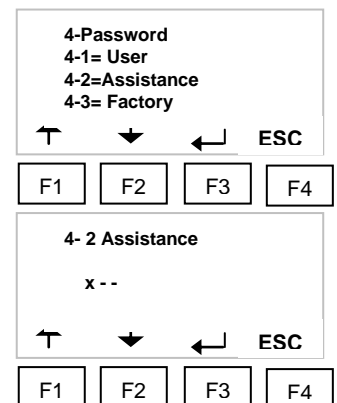 4-Password
4-1= User
4-2=Assistance
4-3= Factory
ESC
F1 F2 F3 F4
4- 2 Assistance
x - -
ESC
F1 F2 F3 F4